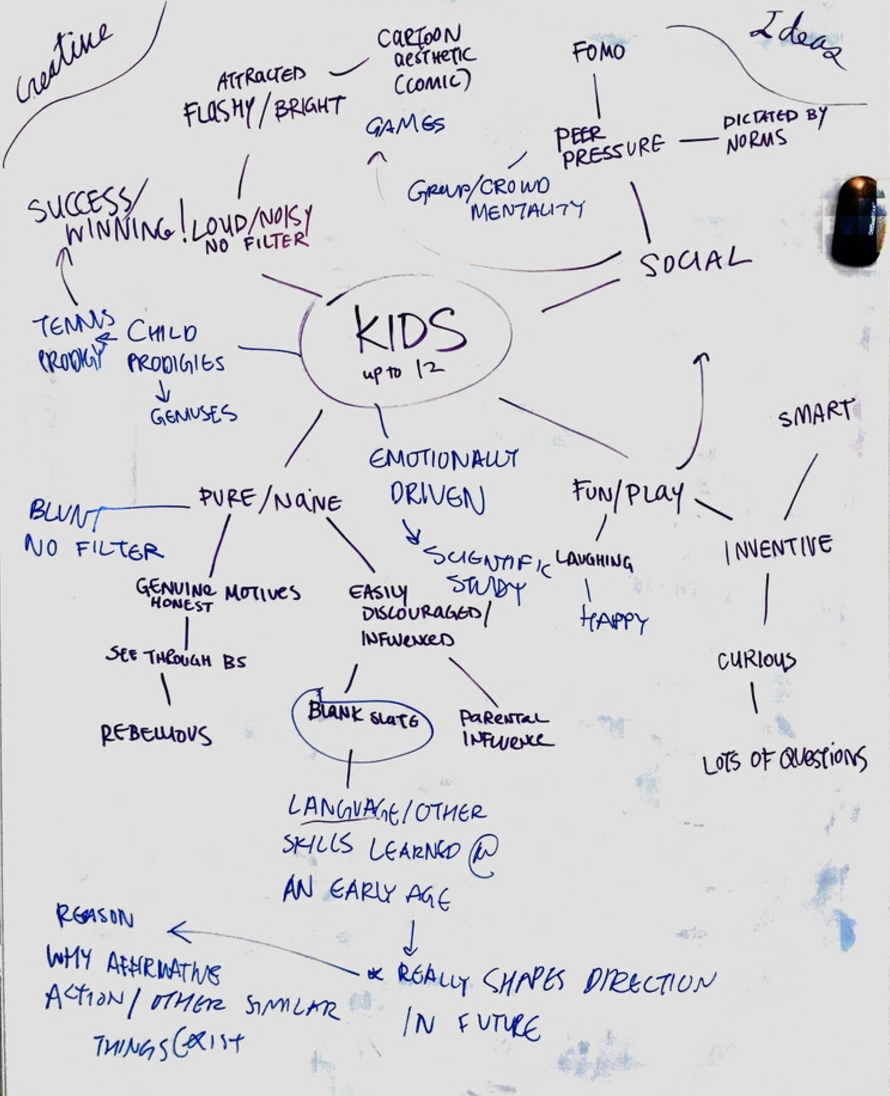 Creative
Ideas
CARTOON
AESTHETIC
(COMIC)
ATTRACTED
FLASHY/BRIGHT
GAMES
FOMO
PEER
PRESSURE
DICTATED BY
NORMS
GROUP/CROWD
MENTALITY
SUCCESS/
WINNING!
LOUD/NOISY
NO FILTER
SOCIAL
KIDS
up to 12
TENNIS
PRODIGY
CHILD
PRODIGIES
GENIUSES
SMART
EMOTIONALLY
DRIVEN
PURE/NAIVE
FUN/PLAY
BLUNT
NO FILTER
INVENTIVE
SCIENTIFIC
STUDY
LAUGHING
HAPPY
GENUINE MOTIVES
HONEST
EASILY
DISCOURAGED/
INFLUENCED
SEE THROUGH BS
CURIOUS
REBELLIOUS
BLANK SLATE
PARENTAL
INFLUENCE
LOTS OF QUESTIONS
LANGUAGE/OTHER
SKILLS LEARNED @
AN EARLY AGE
REASON
WHY AFFIRMATIVE
ACTION/OTHER SIMILAR
THINGS EXIST
* REALLY SHAPES DIRECTION
IN FUTURE